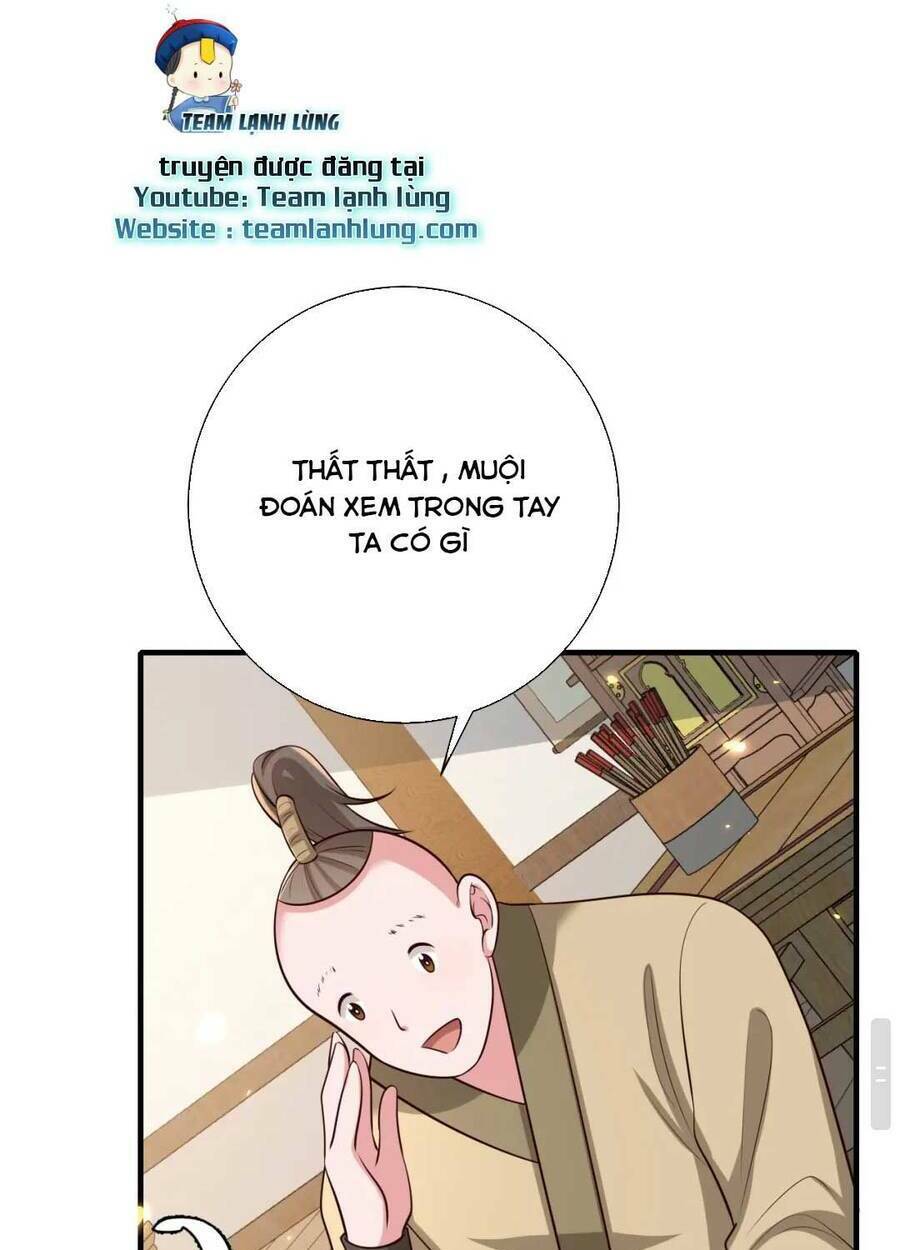 TEAM LẠNH LÙNG
truyện được đăng tại
Youtube: Team lạnh lùng
Website : teamlanhlung.com
THẤT THẤT , MUỘI
ĐOÁN XEM TRONG TAY
TA CÓ GÌ